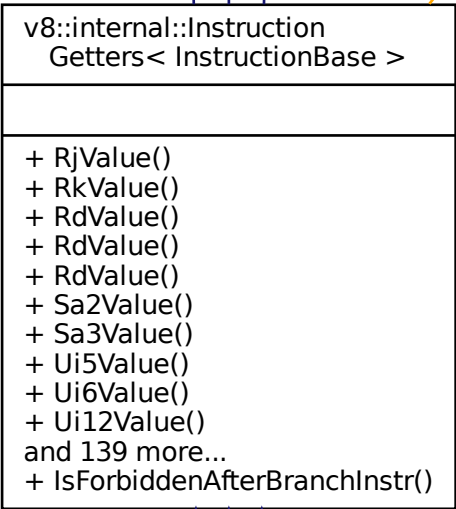 v8::internal::Instruction
Getters< InstructionBase >
+ RjValue()
+ RkValue()
+ RdValue()
+ RdValue()
+ RdValue()
+ Sa2Value()
+ Sa3Value()
+ Ui5Value()
+ Ui6Value()
+ Ui12Value()
and 139 more...
+ IsForbiddenAfterBranchInstr()